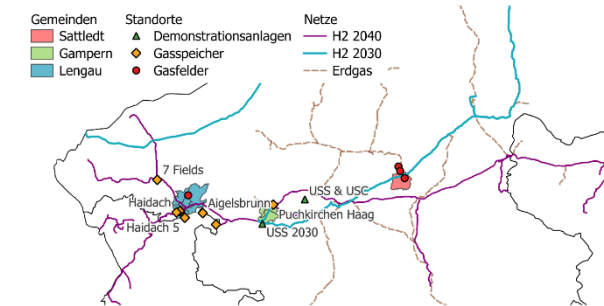 Gemeinden Standorte Netze
Sattledt Demonstrationsanlagen H2 2040
Gampern Gasspeicher H2 2030
Lengau Gasfelder Erdgas
7 Fields
USS & USC
Haidach Aigelsbrunn
Puchkirchen Haag
Haidach 5 USS 2030